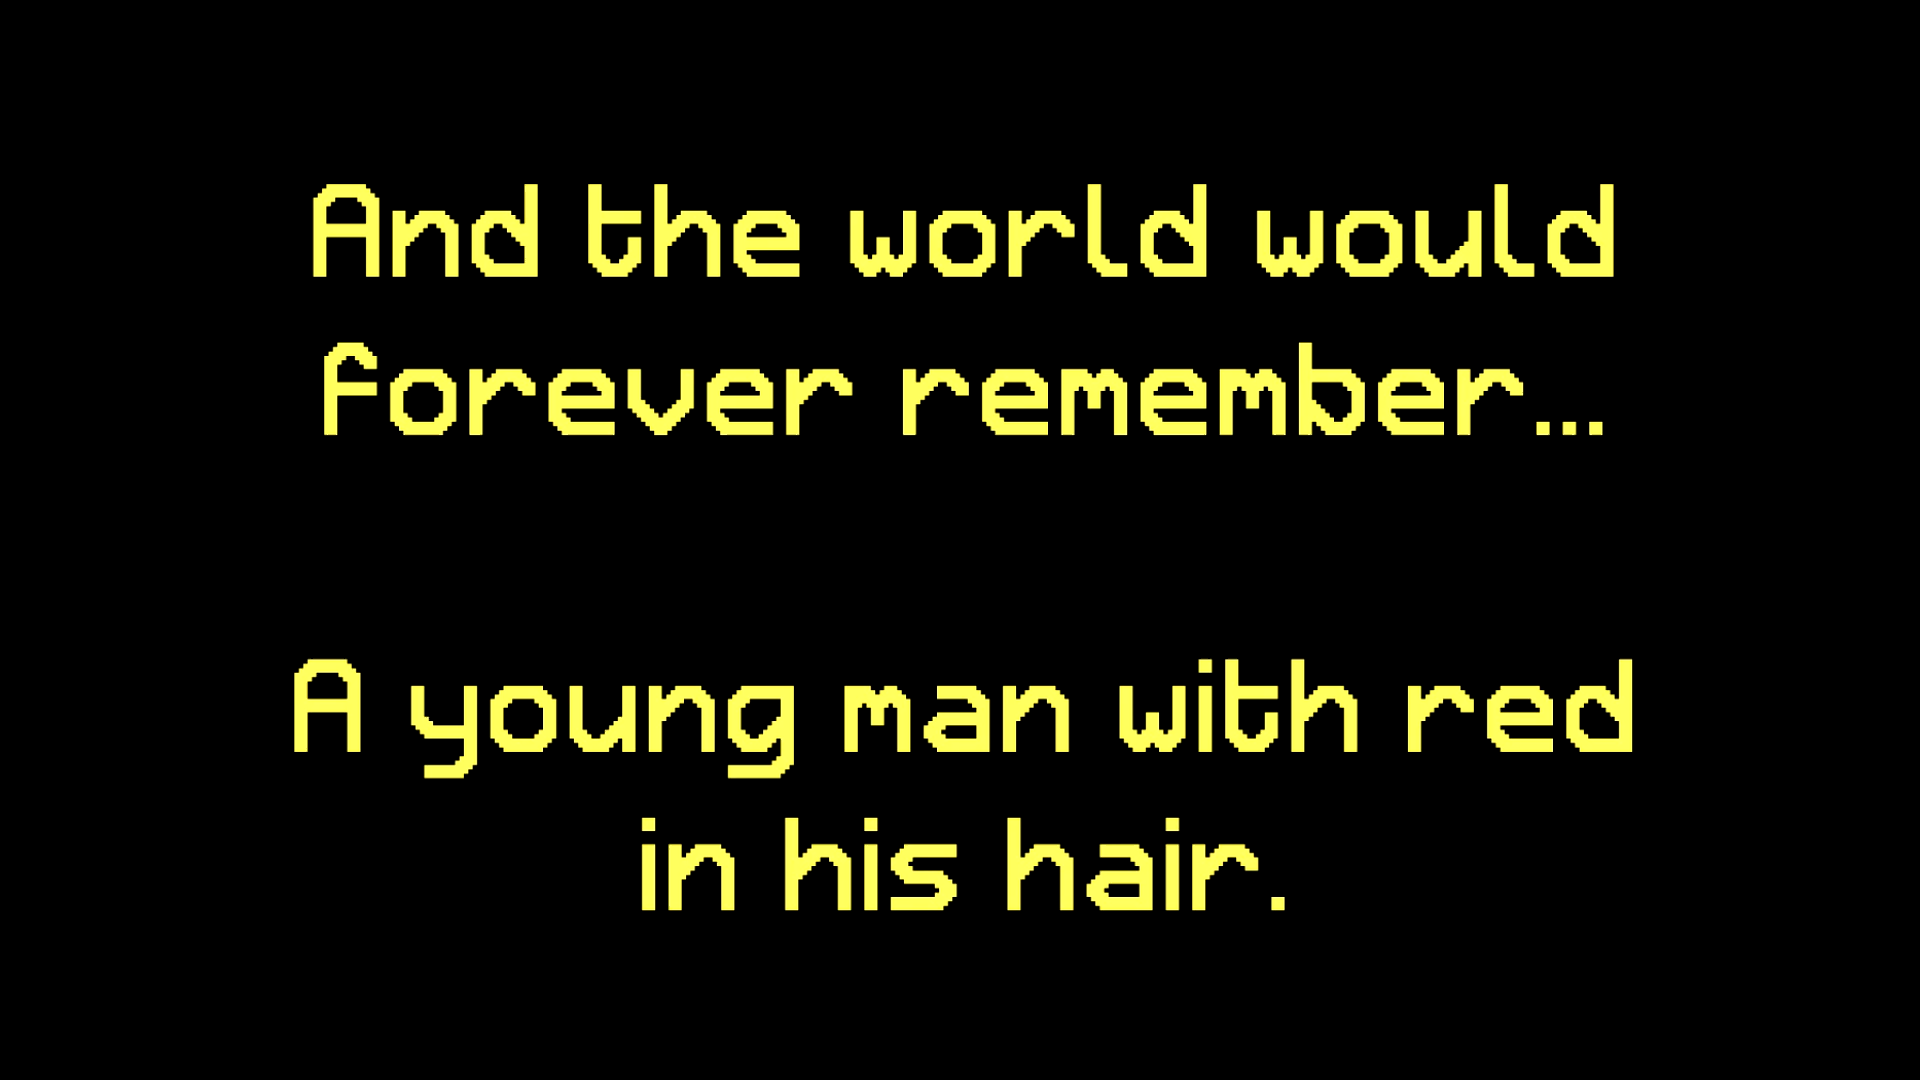 And the world would
forever remember...
A young man with red
in his hair.